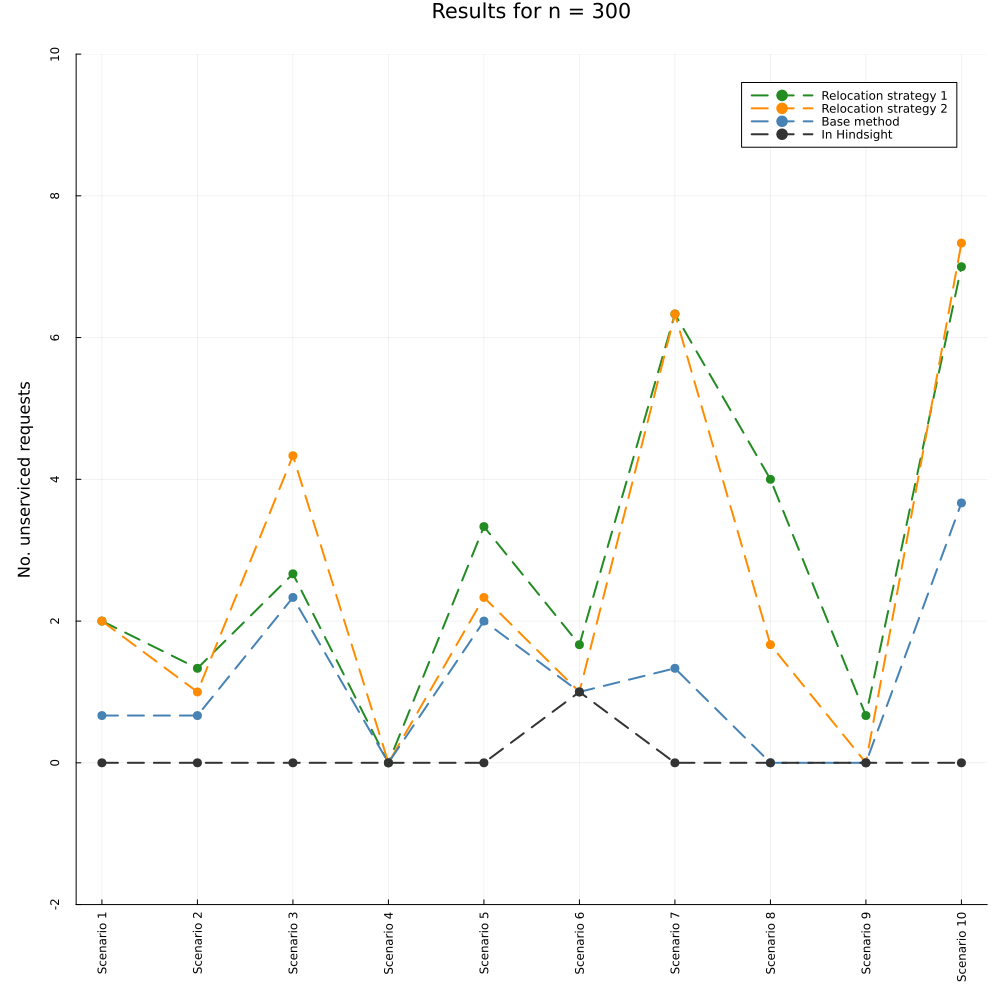 Results for n = 300
Relocation strategy 1
Relocation strategy 2
Base method
In Hindsight
No. unserviced requests
10
8
6
4
2
0
-2
Scenario 1
Scenario 2
Scenario 3
Scenario 4
Scenario 5
Scenario 6
Scenario 7
Scenario 8
Scenario 9
Scenario 10